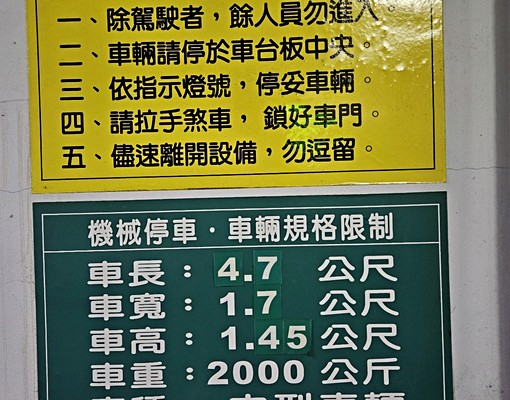 一、除駕駛者，餘人員勿進入。
二、車輛請停於車台板中央。
三、依指示燈號，停妥車輛。
四、請拉手煞車，鎖好車門。
五、儘速離開設備，勿逗留。
機械停車·車輛規格限制
車長：4.7 公尺
車寬：1.7 公尺
車高：1.45 公尺
車重：2000 公斤